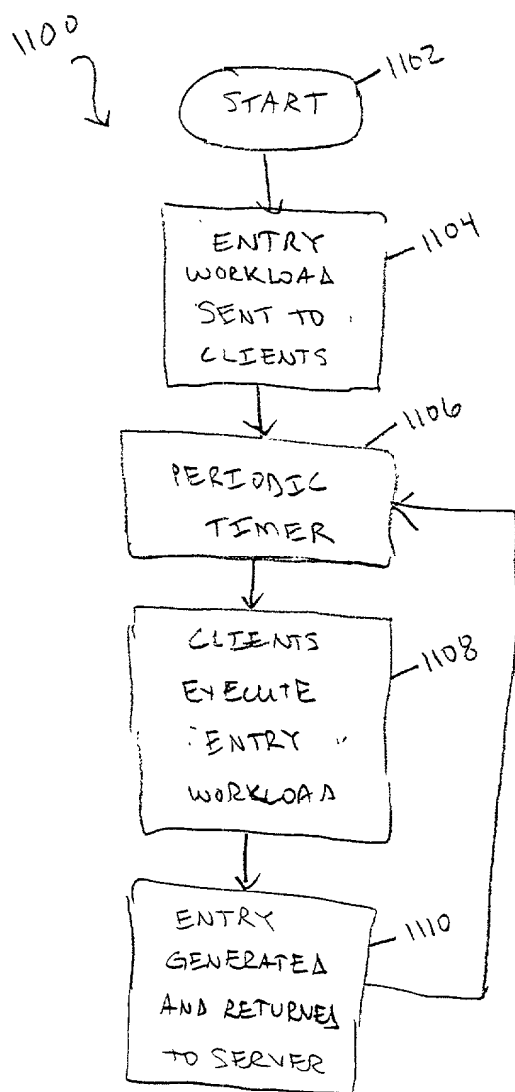 1100
START
1102
ENTRY
WORKLOAD
SENT TO
CLIENTS
1104
PERIODIC
TIMER
1106
CLIENTS
EXECUTE
ENTRY
WORKLOAD
1108
ENTRY
GENERATED
AND RETURNED
TO SERVER
1110